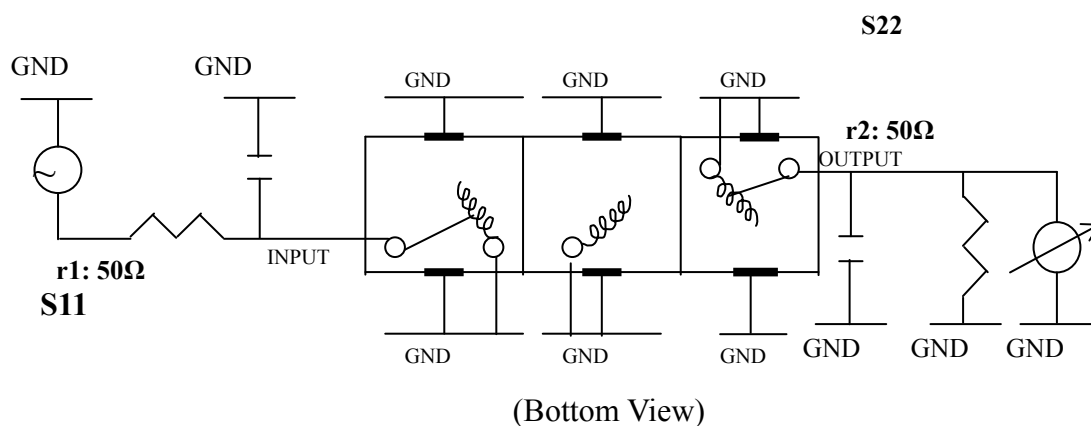 S22
GND
GND
GND
GND
GND
r2: 50Ω
OUTPUT
INPUT
r1: 50Ω
S11
GND
GND
GND
GND
GND
GND
(Bottom View)